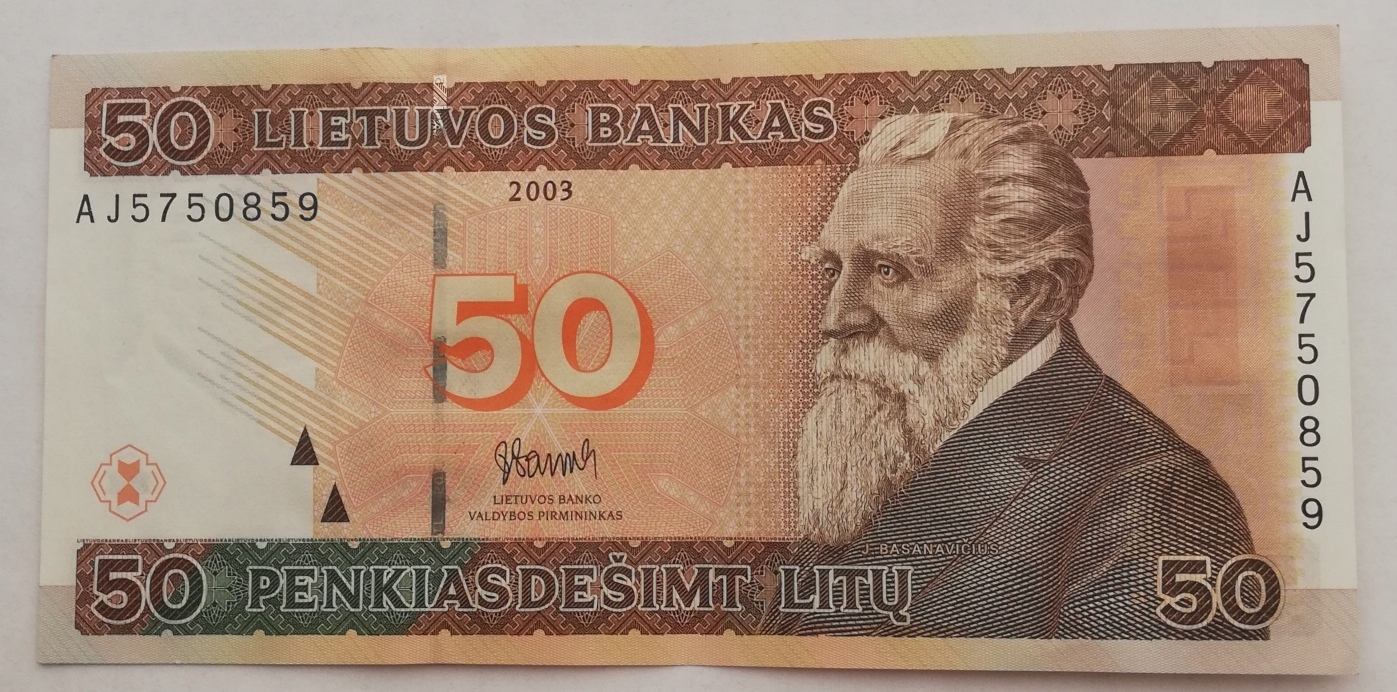 50 LIETUVOS BANKAS
AJ5750859
2003
AJ5750859
50
LIETUVOS BANKO
VALDYBOS PIRMININKAS
J. BASANAVIČIUS
50 PENKIASDEŠIMT LITŲ 50